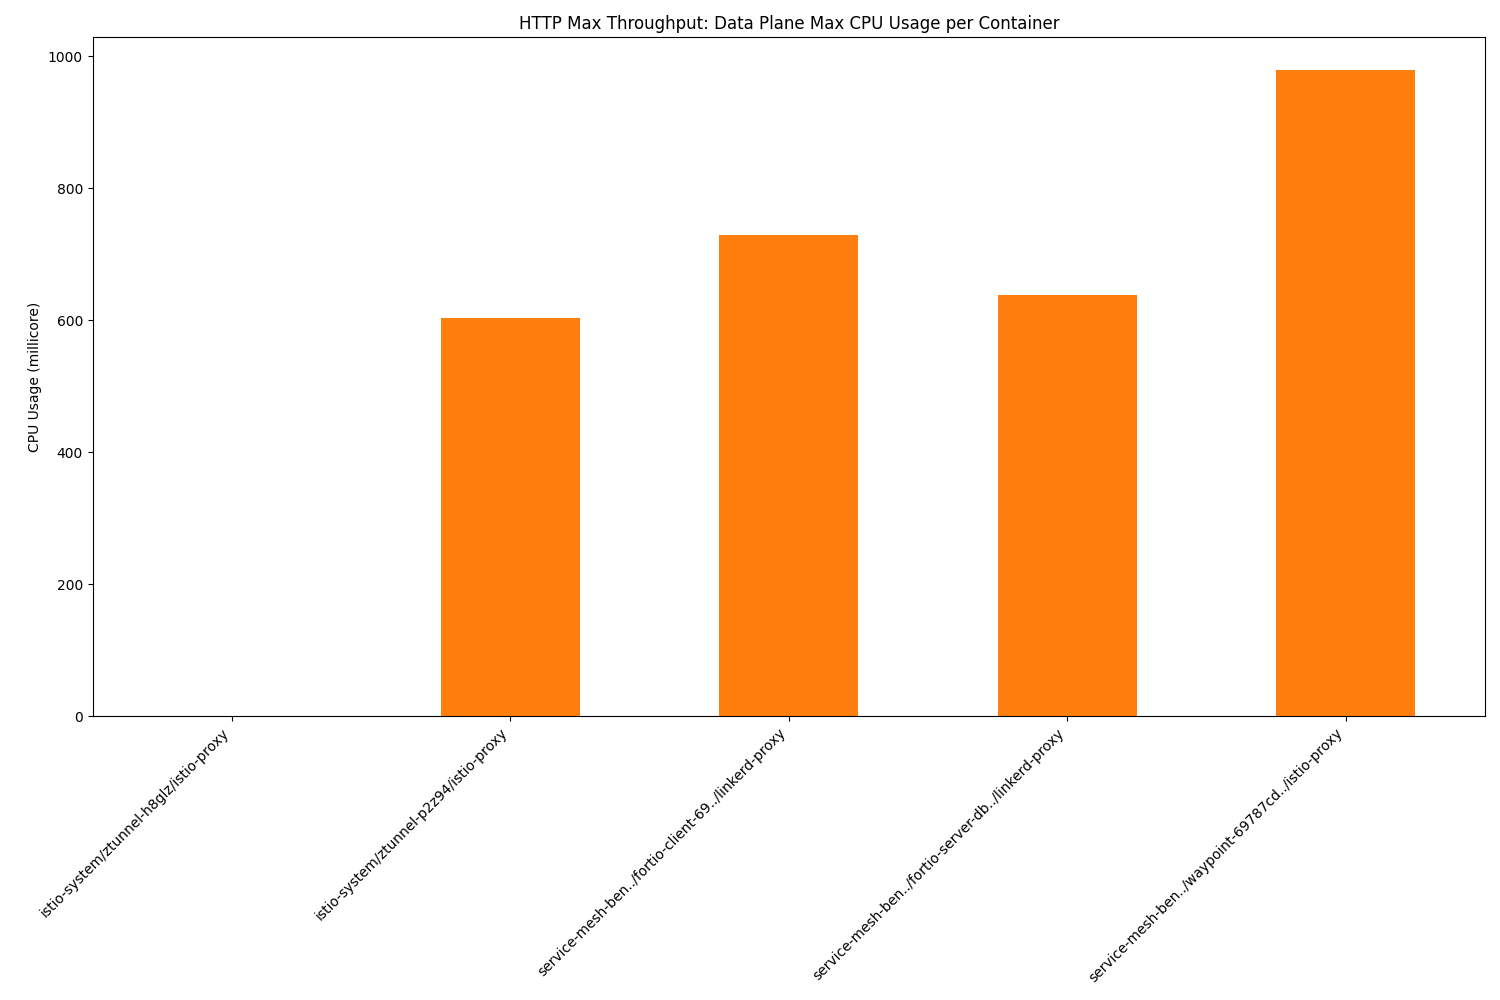 HTTP Max Throughput: Data Plane Max CPU Usage per Container
CPU Usage (millicore)
1000
800
600
400
200
0
istio-system/ztunnel-h8glz/istio-proxy
istio-system/ztunnel-p2z94/istio-proxy
service-mesh-ben../fortio-client-69../linkerd-proxy
service-mesh-ben../fortio-server-db../linkerd-proxy
service-mesh-ben../waypoint-69787cd../istio-proxy